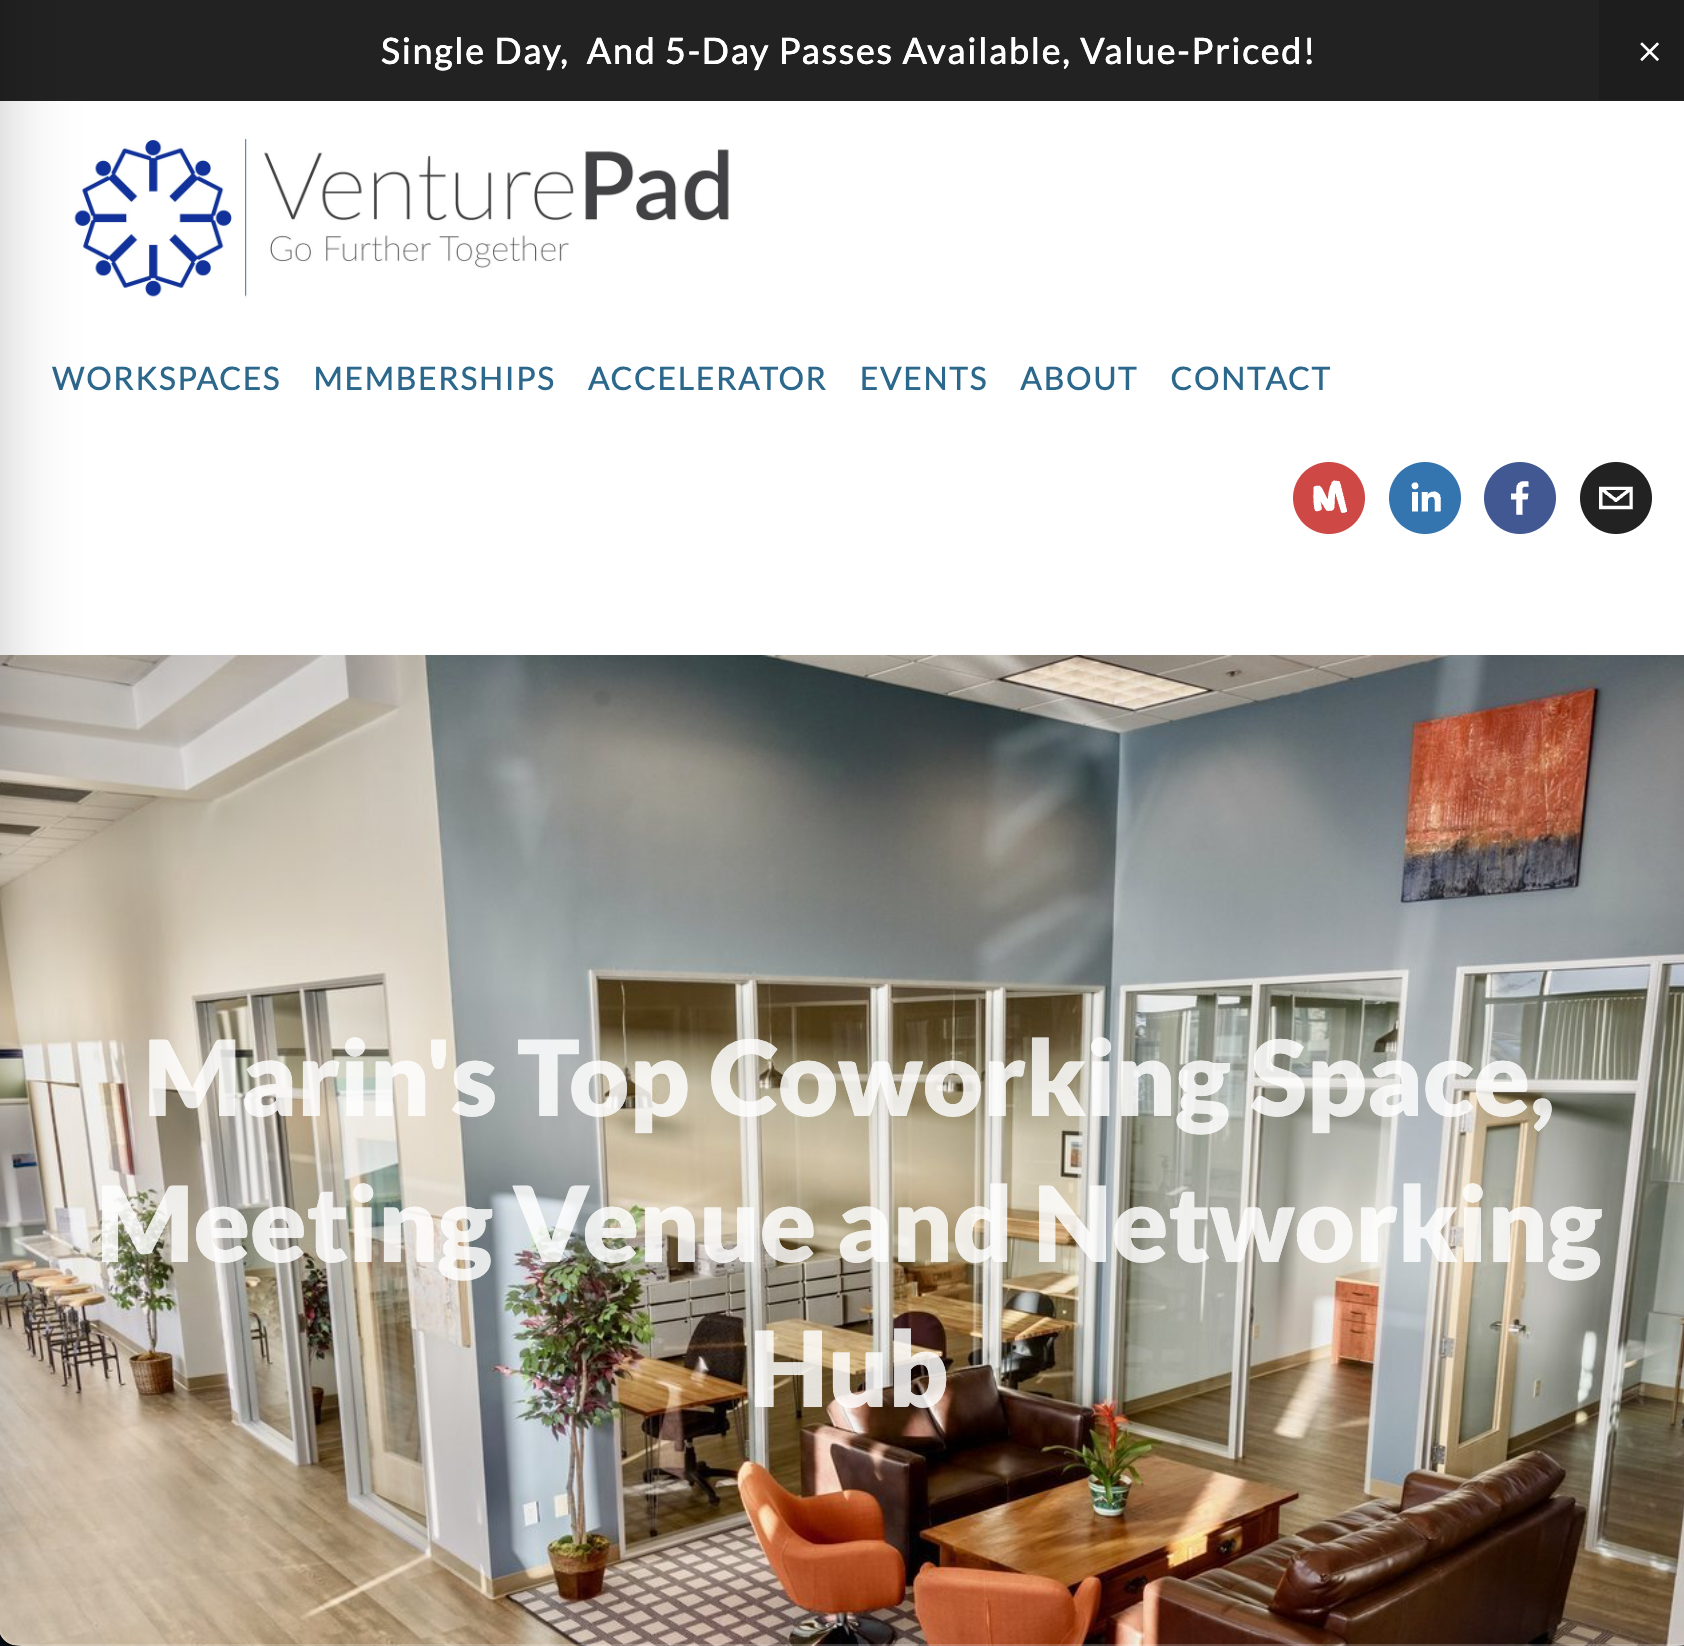 Single Day,  And 5-Day Passes Available, Value-Priced!
VenturePad
Go Further Together
WORKSPACES MEMBERSHIPS ACCELERATOR EVENTS ABOUT CONTACT
M in f
Marin's Top Coworking Space,
Meeting Venue and Networking
Hub